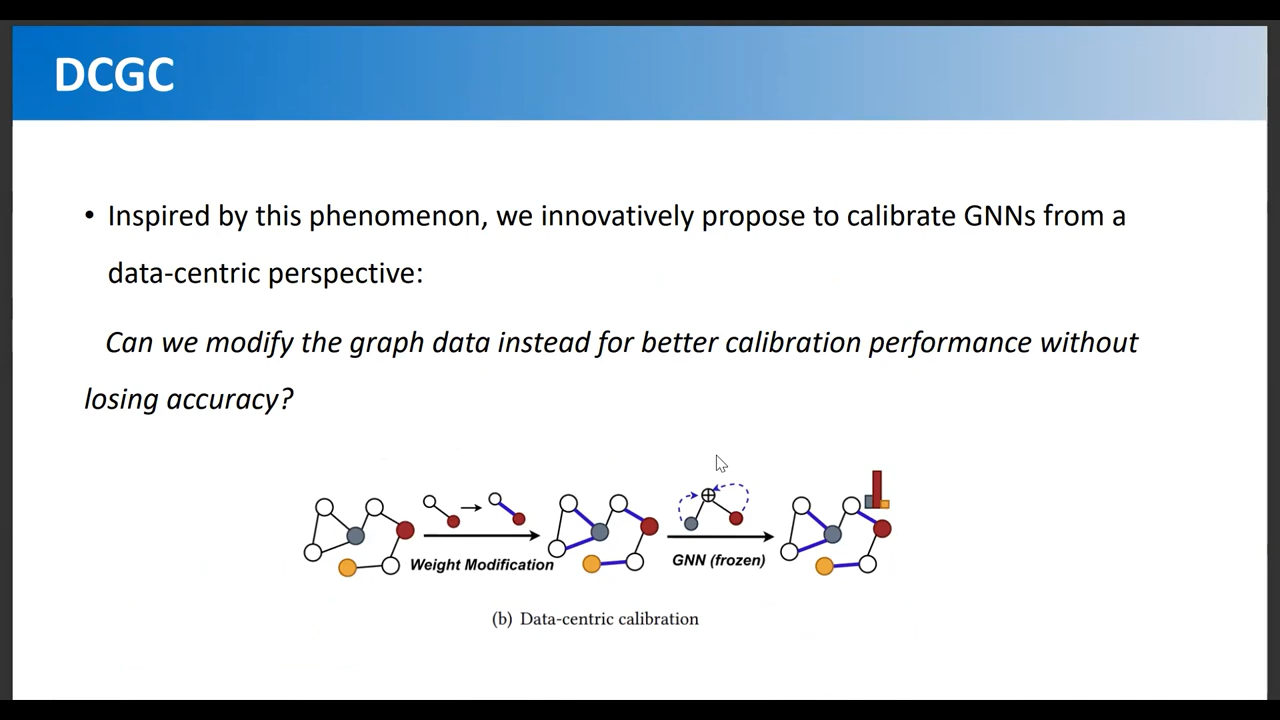 DCGC
• Inspired by this phenomenon, we innovatively propose to calibrate GNNs from a
data-centric perspective:
Can we modify the graph data instead for better calibration performance without
losing accuracy?
Weight Modification
GNN (frozen)
(b) Data-centric calibration